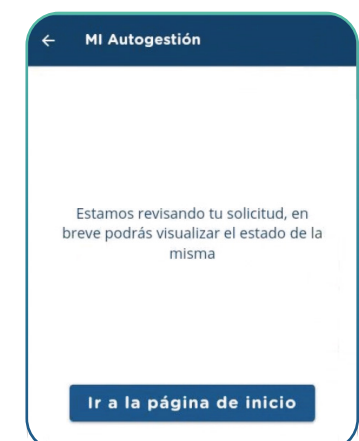 MI Autogestión
Estamos revisando tu solicitud, en
breve podrás visualizar el estado de la
misma
Ir a la página de inicio